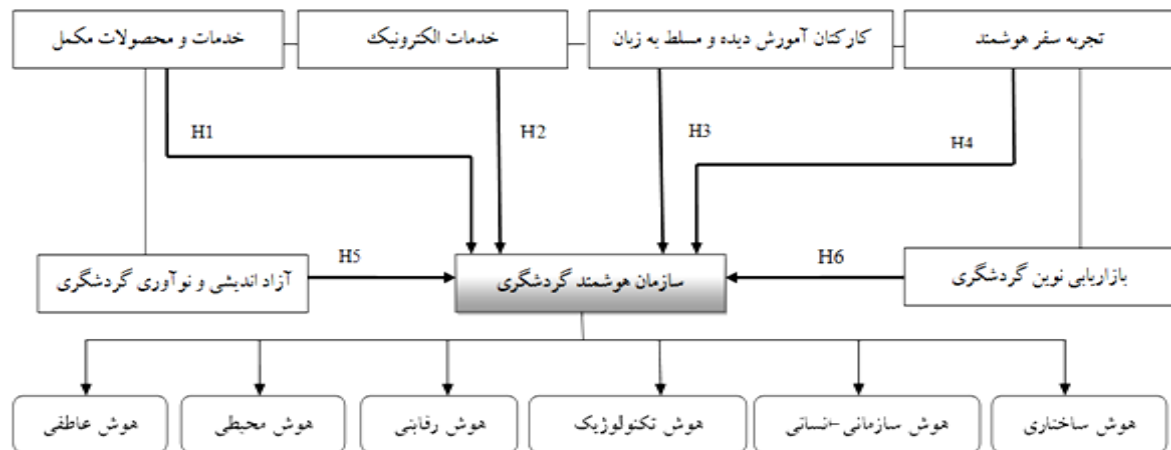 تجربه سفر هوشمند
کارکنان آمورش دیده و مسلط به زبان
خدمات الکترونیک
خدمات و محصولات مکمل
H1
H2
H3
H4
بازاریابی نوین گردشگری
H6
سازمان هوشمند گردشگری
H5
آزاد اندیشی و نوآوری گردشگری
هوش ساختاری
هوش سازمانی-انسانی
هوش تکنولوژیک
هوش رقابتی
هوش محیطی
هوش عاطفی